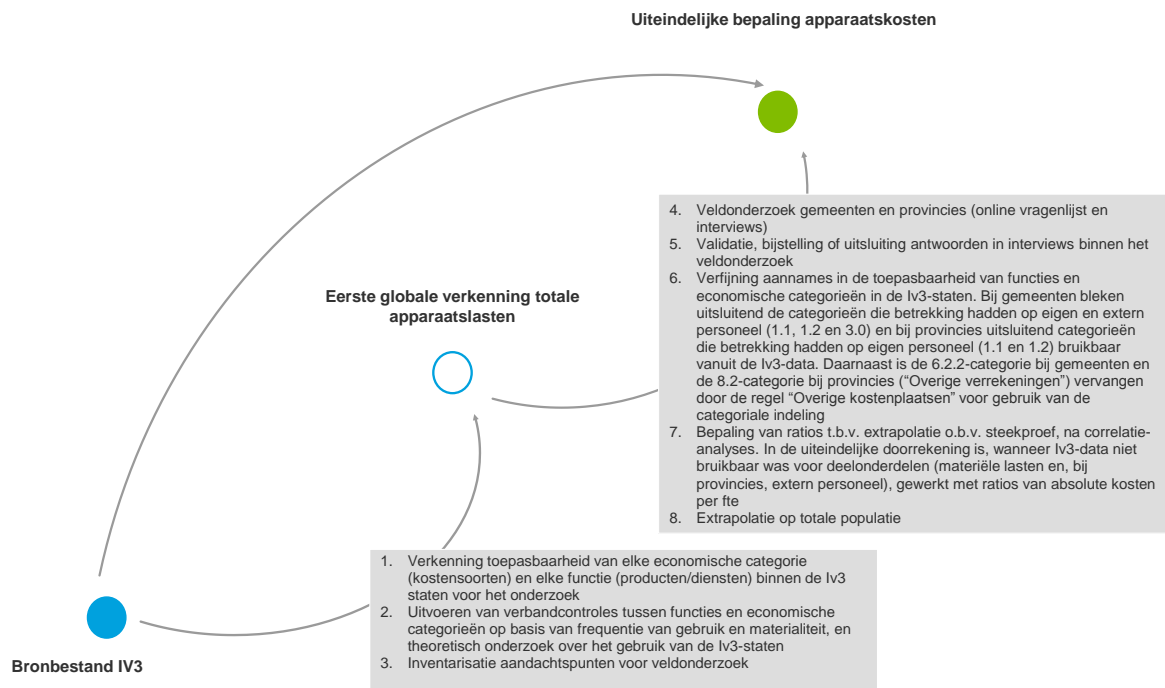 Uiteindelijke bepaling apparaatskosten
4. Veldonderzoek gemeenten en provincies (online vragenlijst en
interviews)
5. Validatie, bijstelling of uitsluiting antwoorden in interviews binnen het
veldonderzoek
6. Verfijning aannames in de toepasbaarheid van functies en
economische categorieën in de Iv3-staten. Bij gemeenten bleken
uitsluitend de categorieën die betrekking hadden op eigen en extern
personeel (1.1, 1.2 en 3.0) en bij provincies uitsluitend categorieën
die betrekking hadden op eigen personeel (1.1 en 1.2) bruikbaar
vanuit de Iv3-data. Daarnaast is de 6.2.2-categorie bij gemeenten en
de 8.2-categorie bij provincies (“Overige verrekeningen”) vervangen
door de regel “Overige kostenplaatsen” voor gebruik van de
categoriale indeling
7. Bepaling van ratios t.b.v. extrapolatie o.b.v. steekproef, na correlatie-
analyses. In de uiteindelijke doorrekening is, wanneer Iv3-data niet
bruikbaar was voor deelonderdelen (materiële lasten en, bij
provincies, extern personeel), gewerkt met ratios van absolute kosten
per fte
8. Extrapolatie op totale populatie
Eerste globale verkenning totale
apparaatslasten
1. Verkenning toepasbaarheid van elke economische categorie
(kostensoorten) en elke functie (producten/diensten) binnen de Iv3
staten voor het onderzoek
2. Uitvoeren van verbandcontroles tussen functies en economische
categorieën op basis van frequentie van gebruik en materialiteit, en
theoretisch onderzoek over het gebruik van de Iv3-staten
3. Inventarisatie aandachtspunten voor veldonderzoek
Bronbestand IV3